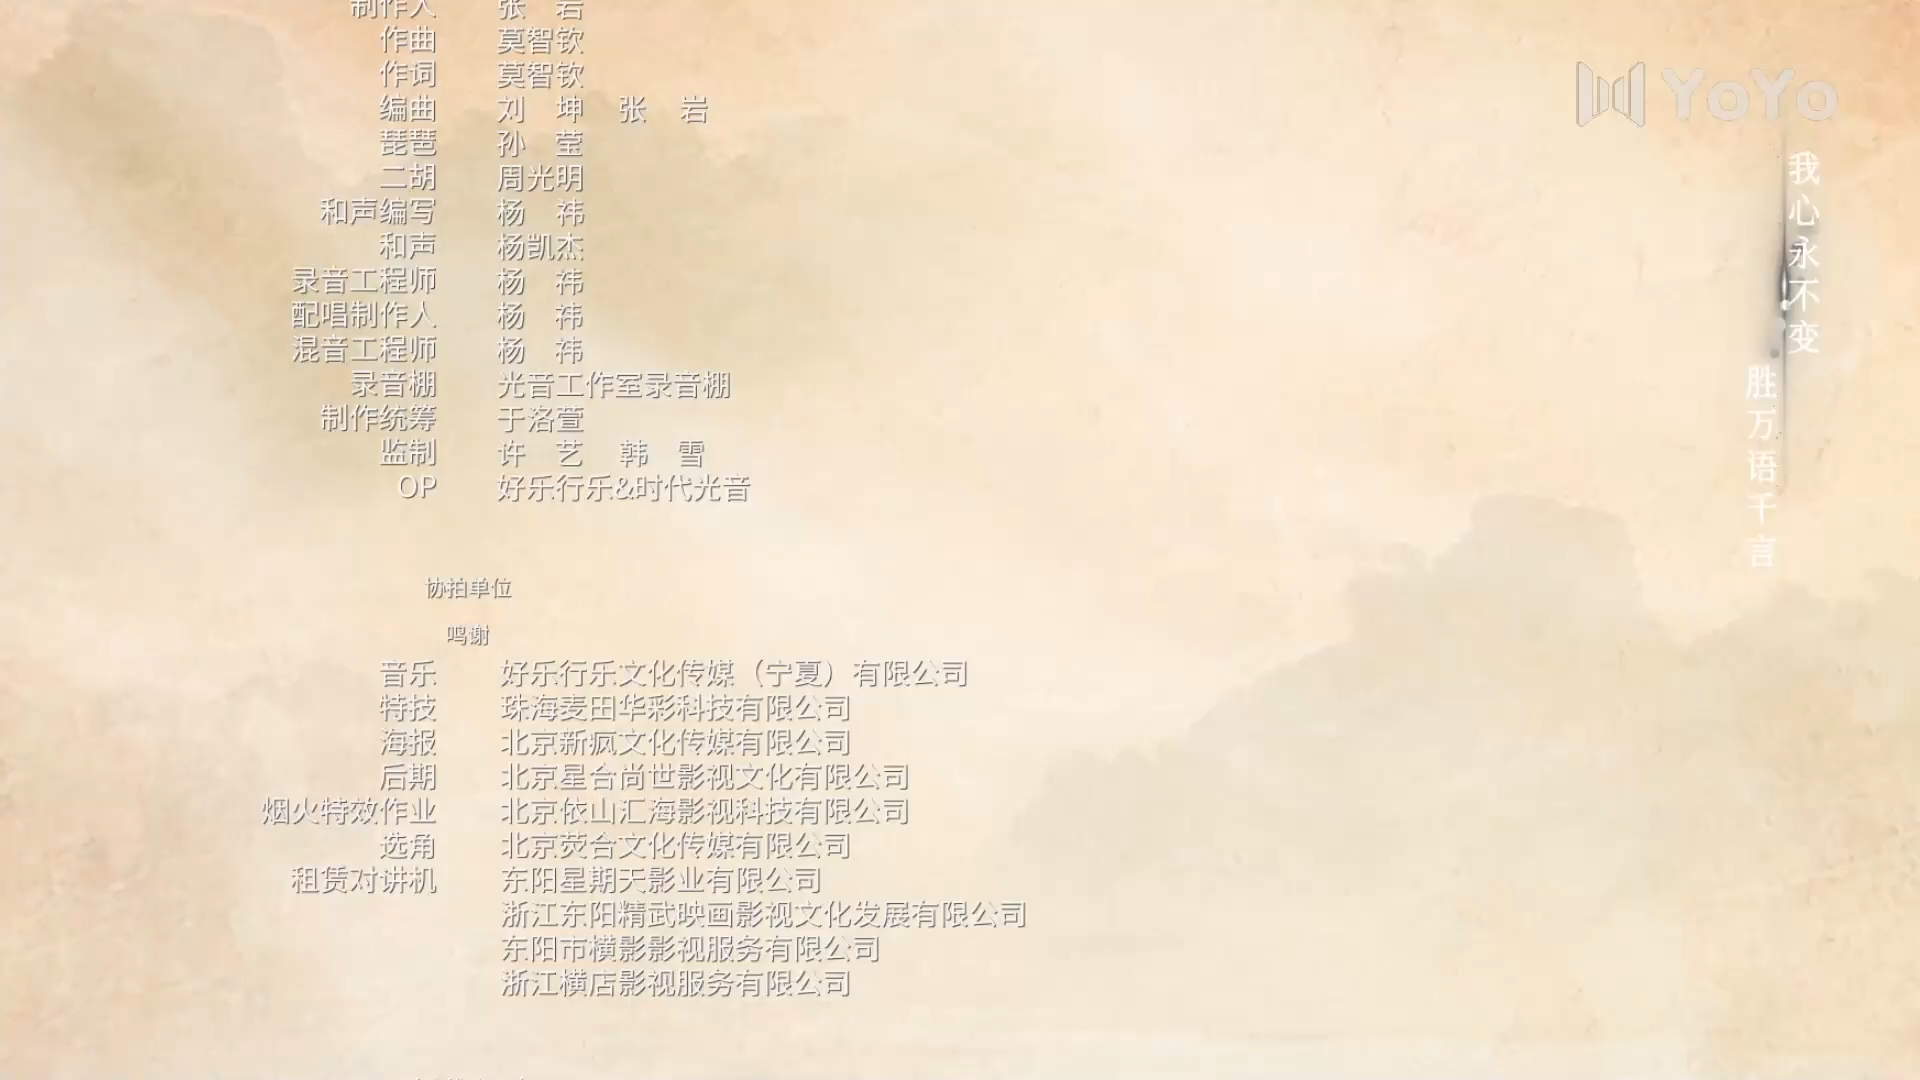 制作人 张 岩
作曲 莫智钦
作词 莫智钦
编曲 刘 坤 张 岩
琵琶 孙 莹
二胡 周光明
和声编写 杨 祎
和声 杨凯杰
录音工程师 杨 祎
配唱制作人 杨 祎
混音工程师 杨 祎
录音棚 光音工作室录音棚
制作统筹 于洛萱
监制 许 艺 韩 雪
OP 好乐行乐&时代光音
协拍单位
鸣谢
音乐 好乐行乐文化传媒（宁夏）有限公司
特技 珠海麦田华彩科技有限公司
海报 北京新疯文化传媒有限公司
后期 北京星合尚世影视文化有限公司
烟火特效作业 北京依山汇海影视科技有限公司
选角 北京荧合文化传媒有限公司
租赁对讲机 东阳星期天影业有限公司
浙江东阳精武映画影视文化发展有限公司
东阳市横影影视服务有限公司
浙江横店影视服务有限公司
YoYo
我心永不变
胜万语千言